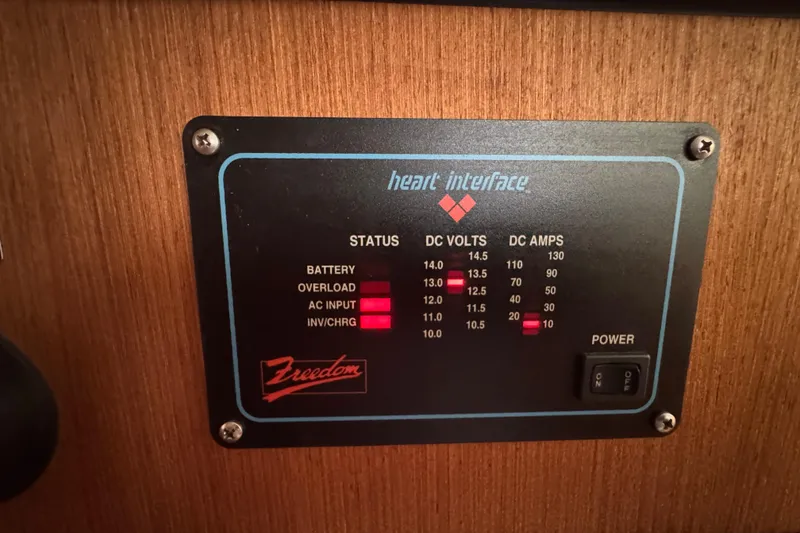 heart interface™
STATUS DC VOLTS DC AMPS
14.5 130
BATTERY 14.0 110
13.5 90
OVERLOAD 13.0 70
12.5 50
AC INPUT 12.0 40
11.5 30
INV/CHRG 11.0 20
10.5 10
10.0
POWER
ON OFF
Freedom